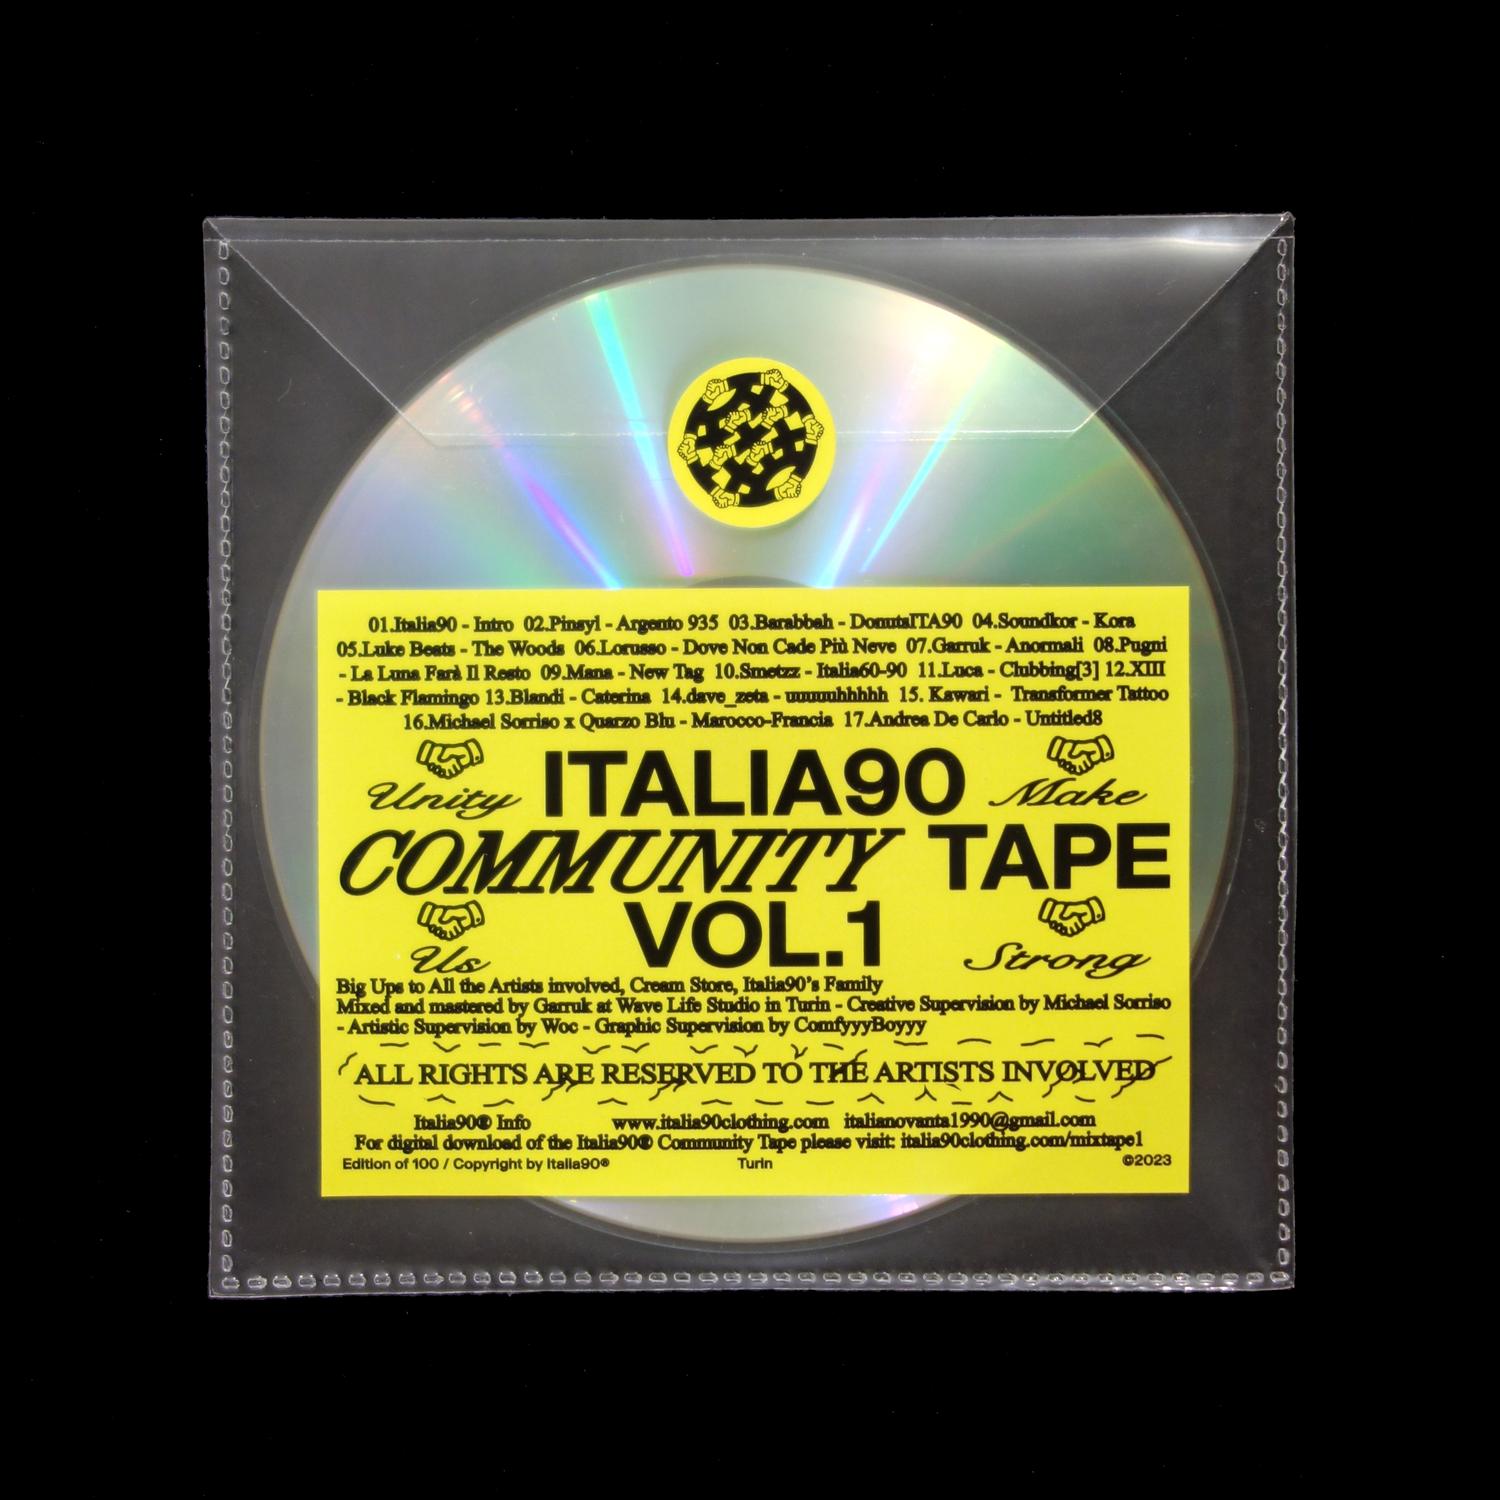 01.Italia90 - Intro 02.Pinsyl - Argento 935 03.Barabbah - DonutsITA90 04.Soundkor - Kora
05.Luke Beats - The Woods 06.Lorusso - Dove Non Cade Più Neve 07.Garruk - Anormali 08.Pugni
- La Luna Farà Il Resto 09.Mana - New Tag 10.Smetzz - Italia60-90 11.Luca - Clubbing[3] 12.XIII
- Black Flamingo 13.Blandi - Caterina 14.dave_zeta - uuuuuhhhhh 15. Kawari - Transformer Tattoo
16.Michael Sorriso x Quarzo Blu - Marocco-Francia 17.Andrea De Carlo - Untitled8
Unity ITALIA90 Make
COMMUNITY TAPE
Us VOL.1 Strong
Big Ups to All the Artists involved, Cream Store, Italia90's Family
Mixed and mastered by Garruk at Wave Life Studio in Turin - Creative Supervision by Michael Sorriso
- Artistic Supervision by Woc - Graphic Supervision by ComfyyyBoyyy
ALL RIGHTS ARE RESERVED TO THE ARTISTS INVOLVED
Italia90® Info www.italia90clothing.com italianovanta1990@gmail.com
For digital download of the Italia90® Community Tape please visit: italia90clothing.com/mixtape1
Edition of 100 / Copyright by Italia90® Turin ©2023